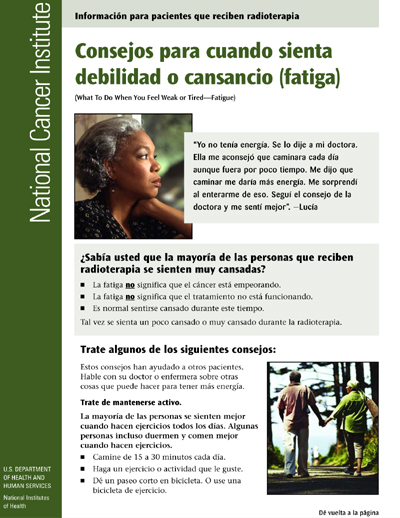 National Cancer Institute
Información para pacientes que reciben radioterapia
Consejos para cuando sienta
debilidad o cansancio (fatiga)
(What To Do When You Feel Weak or Tired—Fatigue)
"Yo no tenía energía. Se lo dije a mi doctora.
Ella me aconsejó que caminara cada día
aunque fuera por poco tiempo. Me dijo que
caminar me daría más energía. Me sorprendí
al enterarme de eso. Seguí el consejo de la
doctora y me sentí mejor". —Lucía
¿Sabía usted que la mayoría de las personas que reciben
radioterapia se sienten muy cansadas?
■ La fatiga no significa que el cáncer está empeorando.
■ La fatiga no significa que el tratamiento no está funcionando.
■ Es normal sentirse cansado durante este tiempo.
Tal vez se sienta un poco cansado o muy cansado durante la radioterapia.
Trate algunos de los siguientes consejos:
Estos consejos han ayudado a otros pacientes.
Hable con su doctor o enfermera sobre otras
cosas que puede hacer para tener más energía.
Trate de mantenerse activo.
La mayoría de las personas se sienten mejor
cuando hacen ejercicios todos los días. Algunas
personas incluso duermen y comen mejor
cuando hacen ejercicios.
■ Camine de 15 a 30 minutos cada día.
■ Haga un ejercicio o actividad que le guste.
■ Dé un paseo corto en bicicleta. O use una
bicicleta de ejercicio.
U.S. DEPARTMENT
OF HEALTH AND
HUMAN SERVICES
National Institutes
of Health
Dé vuelta a la página